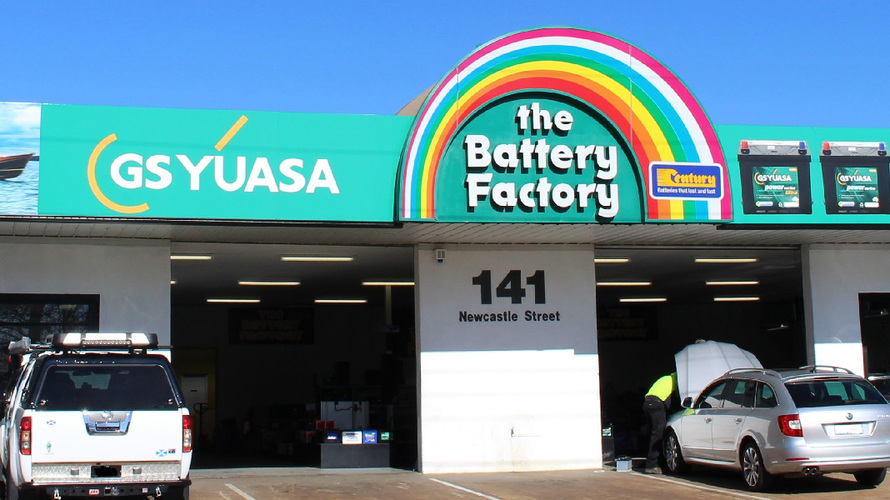 GS YUASA
the
Battery
Factory
Century
Batteries that last and last
GS YUASA
GS YUASA
141
Newcastle Street